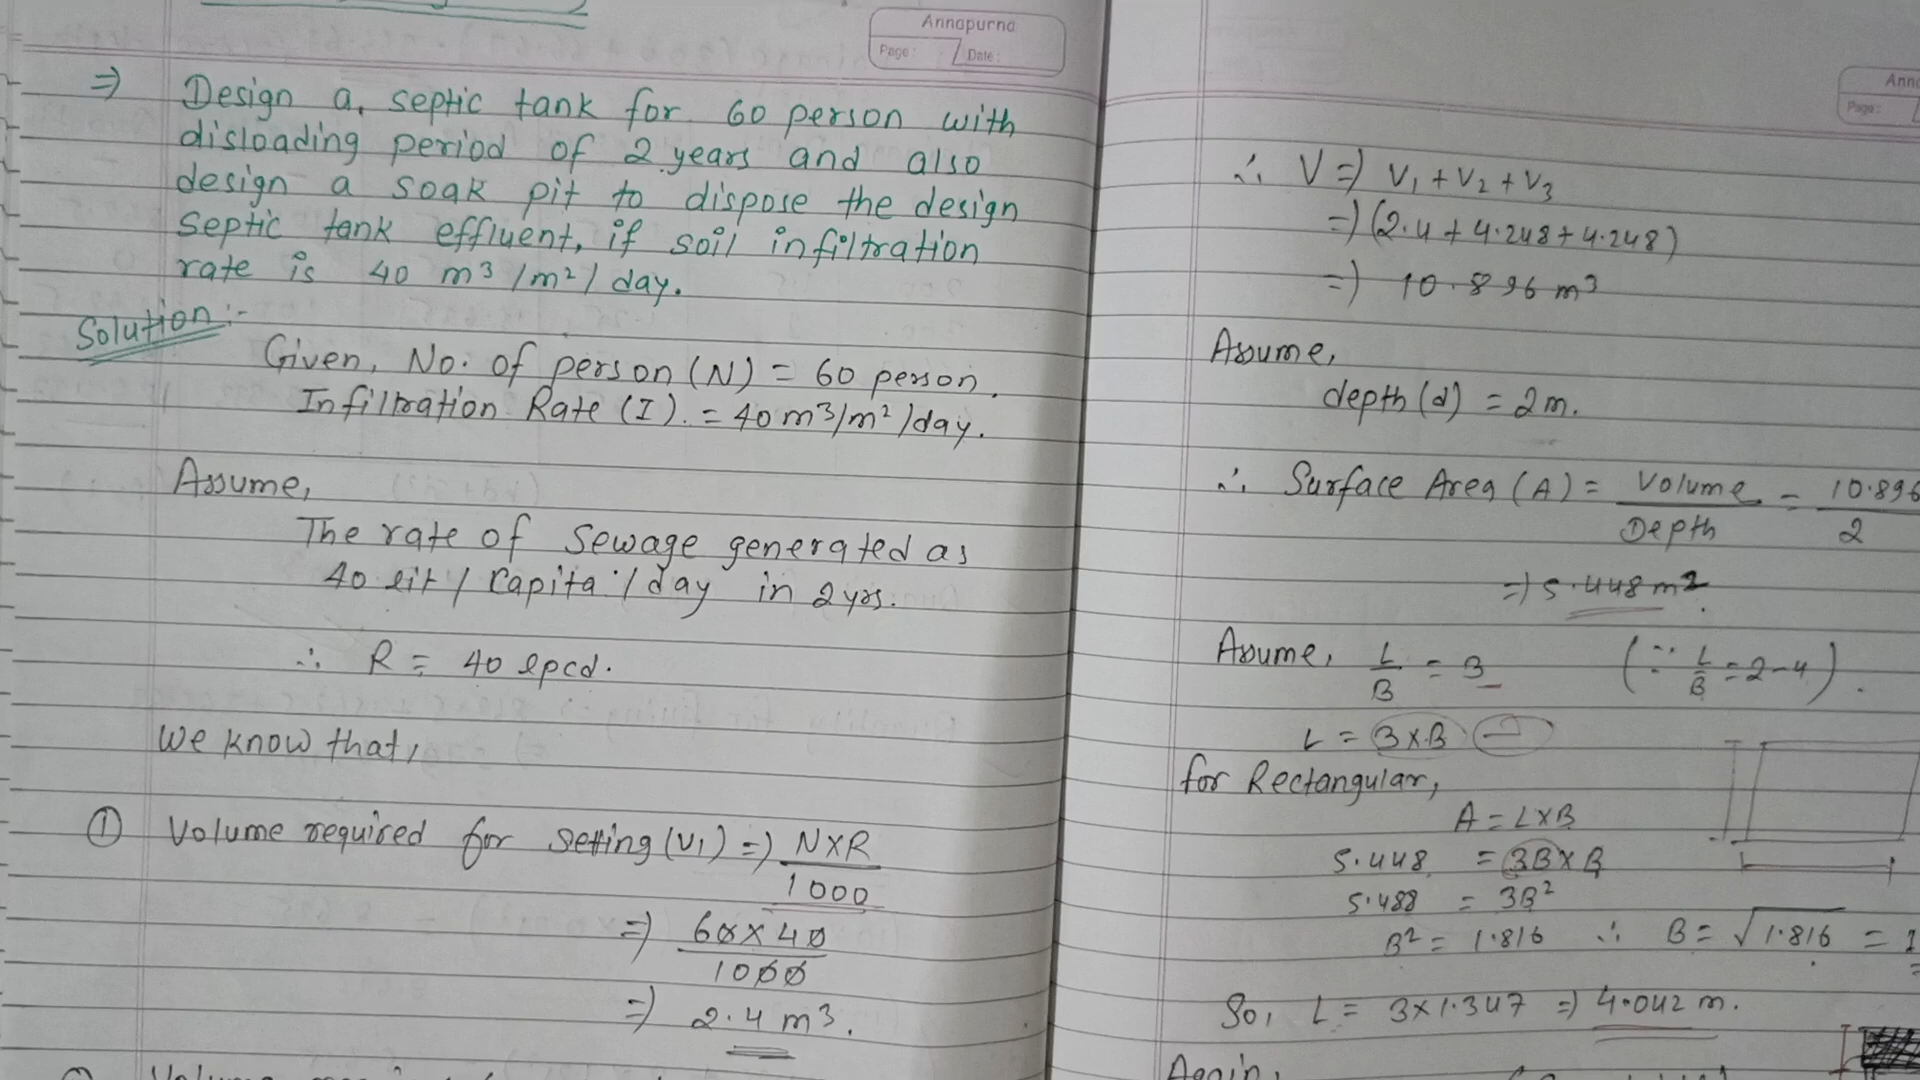 Annapurna
Page: Date:
⇒ Design a septic tank for 60 person with
disloading period of 2 years and also
design a soak pit to dispose the design
septic tank effluent, if soil infiltration
rate is 40 m³/m²/day.
Solution:-
Given, No. of person (N) = 60 person.
Infiltration Rate (I). = 40 m³/m²/day.
Assume,
The rate of sewage generated as
40 lit/capita/day in 2 yrs.
∴ R = 40 lpcd.
We know that,
① Volume required for Setting (V₁) ⇒ N×R
1000
⇒ 60×40
1000
⇒ 2.4 m³.
Ann
Page:
∴ V ⇒ V₁ + V₂ + V₃
⇒ (2.4 + 4.248 + 4.248)
⇒ 10.896 m³
Assume,
depth (d) = 2m.
∴ Surface Area (A) = Volume = 10.896
Depth 2
⇒ 5.448 m².
Assume, L/B = 3 (∵ L/B = 2-4).
L = 3×B
for Rectangular,
A = L×B
5.448 = 3B×B
5.488 = 3B²
B² = 1.816 ∴ B = √1.816 = 1
So, L = 3×1.347 ⇒ 4.042 m.
Again,